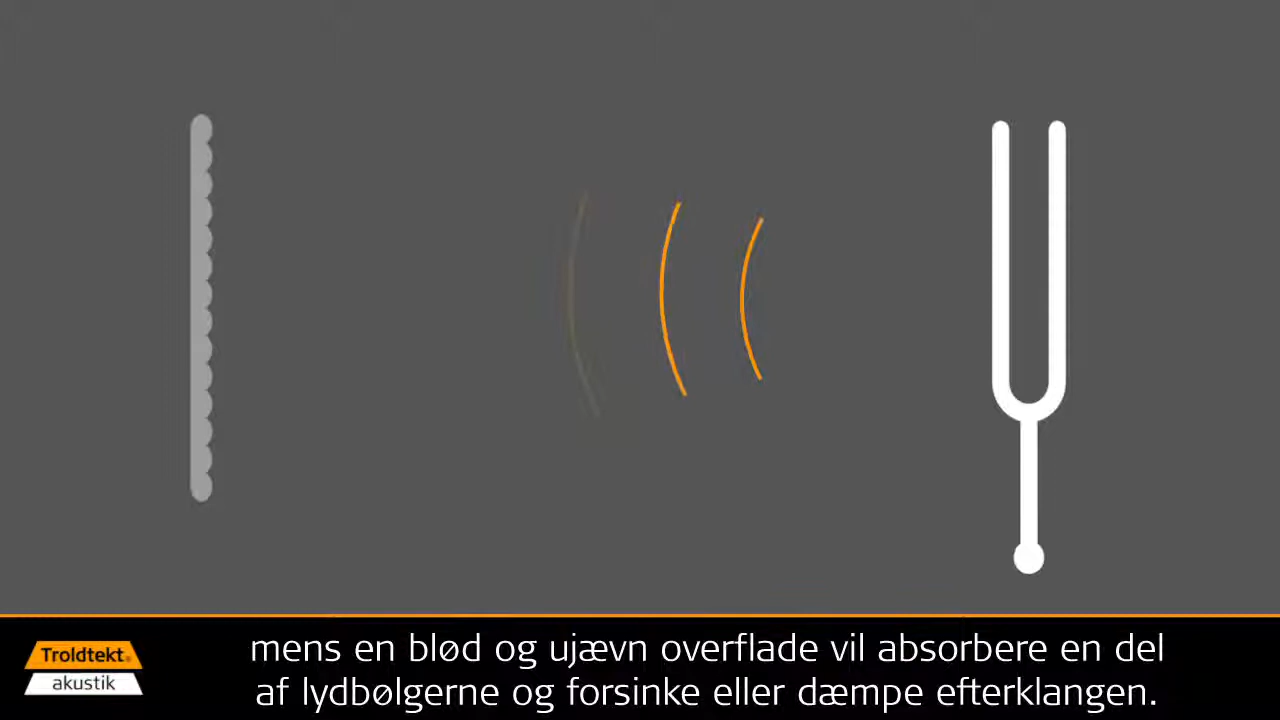 Troldtekt®
akustik
mens en blød og ujævn overflade vil absorbere en del
af lydbølgerne og forsinke eller dæmpe efterklangen.